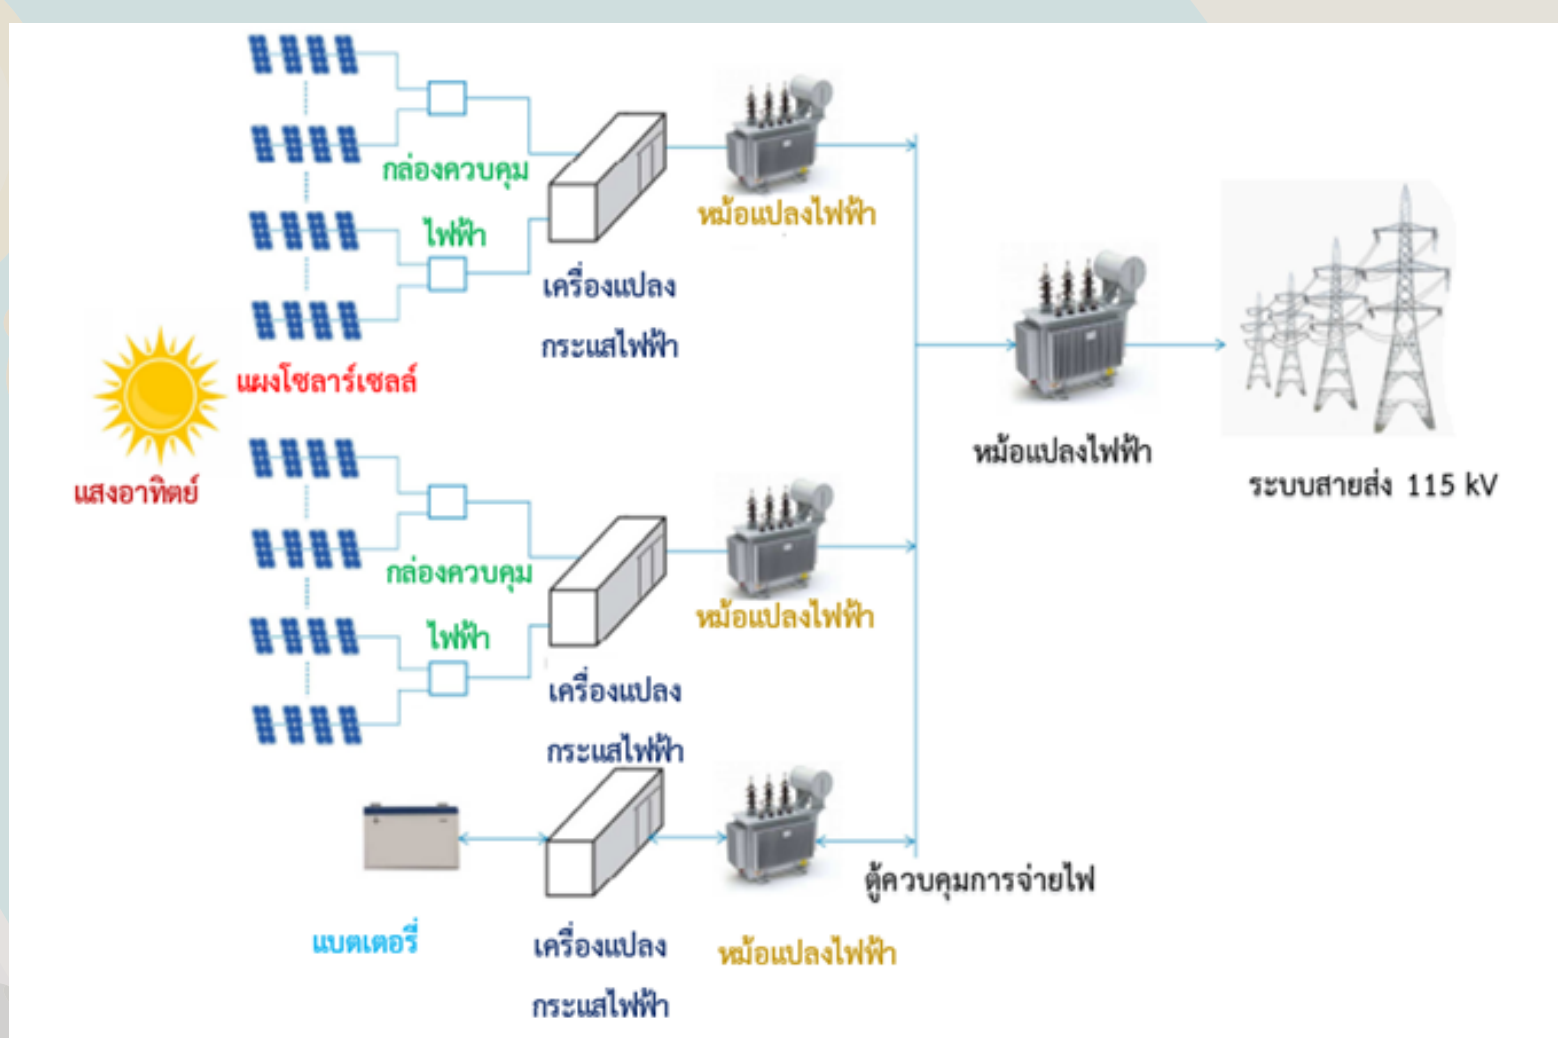 กล่องควบคุม
ไฟฟ้า
หม้อแปลงไฟฟ้า
เครื่องแปลง
กระแสไฟฟ้า
แผงโซลาร์เซลล์
แสงอาทิตย์
หม้อแปลงไฟฟ้า
ระบบสายส่ง 115 kV
กล่องควบคุม
ไฟฟ้า
หม้อแปลงไฟฟ้า
เครื่องแปลง
กระแสไฟฟ้า
ตู้ควบคุมการจ่ายไฟ
แบตเตอรี่
เครื่องแปลง
กระแสไฟฟ้า
หม้อแปลงไฟฟ้า